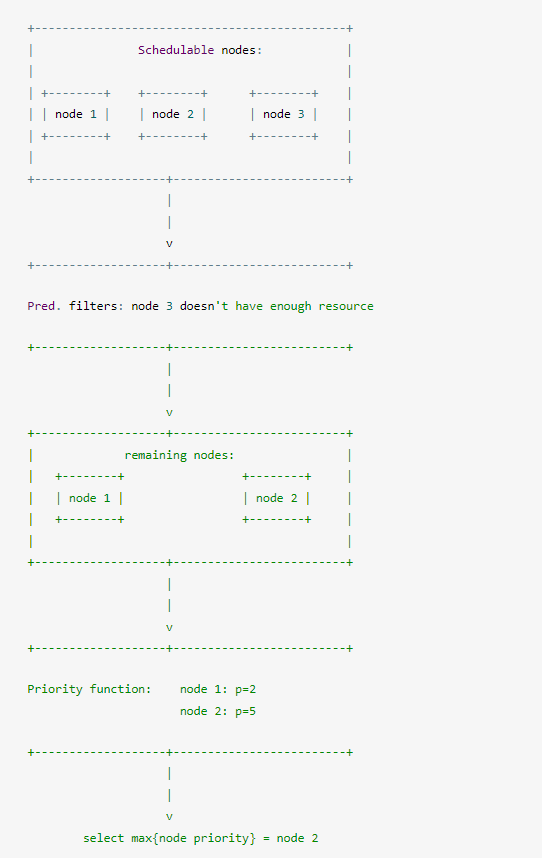 +---------------------------------------------+
|               Schedulable nodes:            |
|                                             |
| +--------+    +--------+      +--------+    |
| | node 1 |    | node 2 |      | node 3 |    |
| +--------+    +--------+      +--------+    |
|                                             |
+-------------------+-------------------------+
                    |
                    |
                    v
+-------------------+-------------------------+
Pred. filters: node 3 doesn't have enough resource
+-------------------+-------------------------+
                    |
                    |
                    v
+-------------------+-------------------------+
|             remaining nodes:                |
|   +--------+                 +--------+     |
|   | node 1 |                 | node 2 |     |
|   +--------+                 +--------+     |
|                                             |
+-------------------+-------------------------+
                    |
                    |
                    v
+-------------------+-------------------------+
Priority function:    node 1: p=2
                      node 2: p=5
+-------------------+-------------------------+
                    |
                    |
                    v
        select max{node priority} = node 2